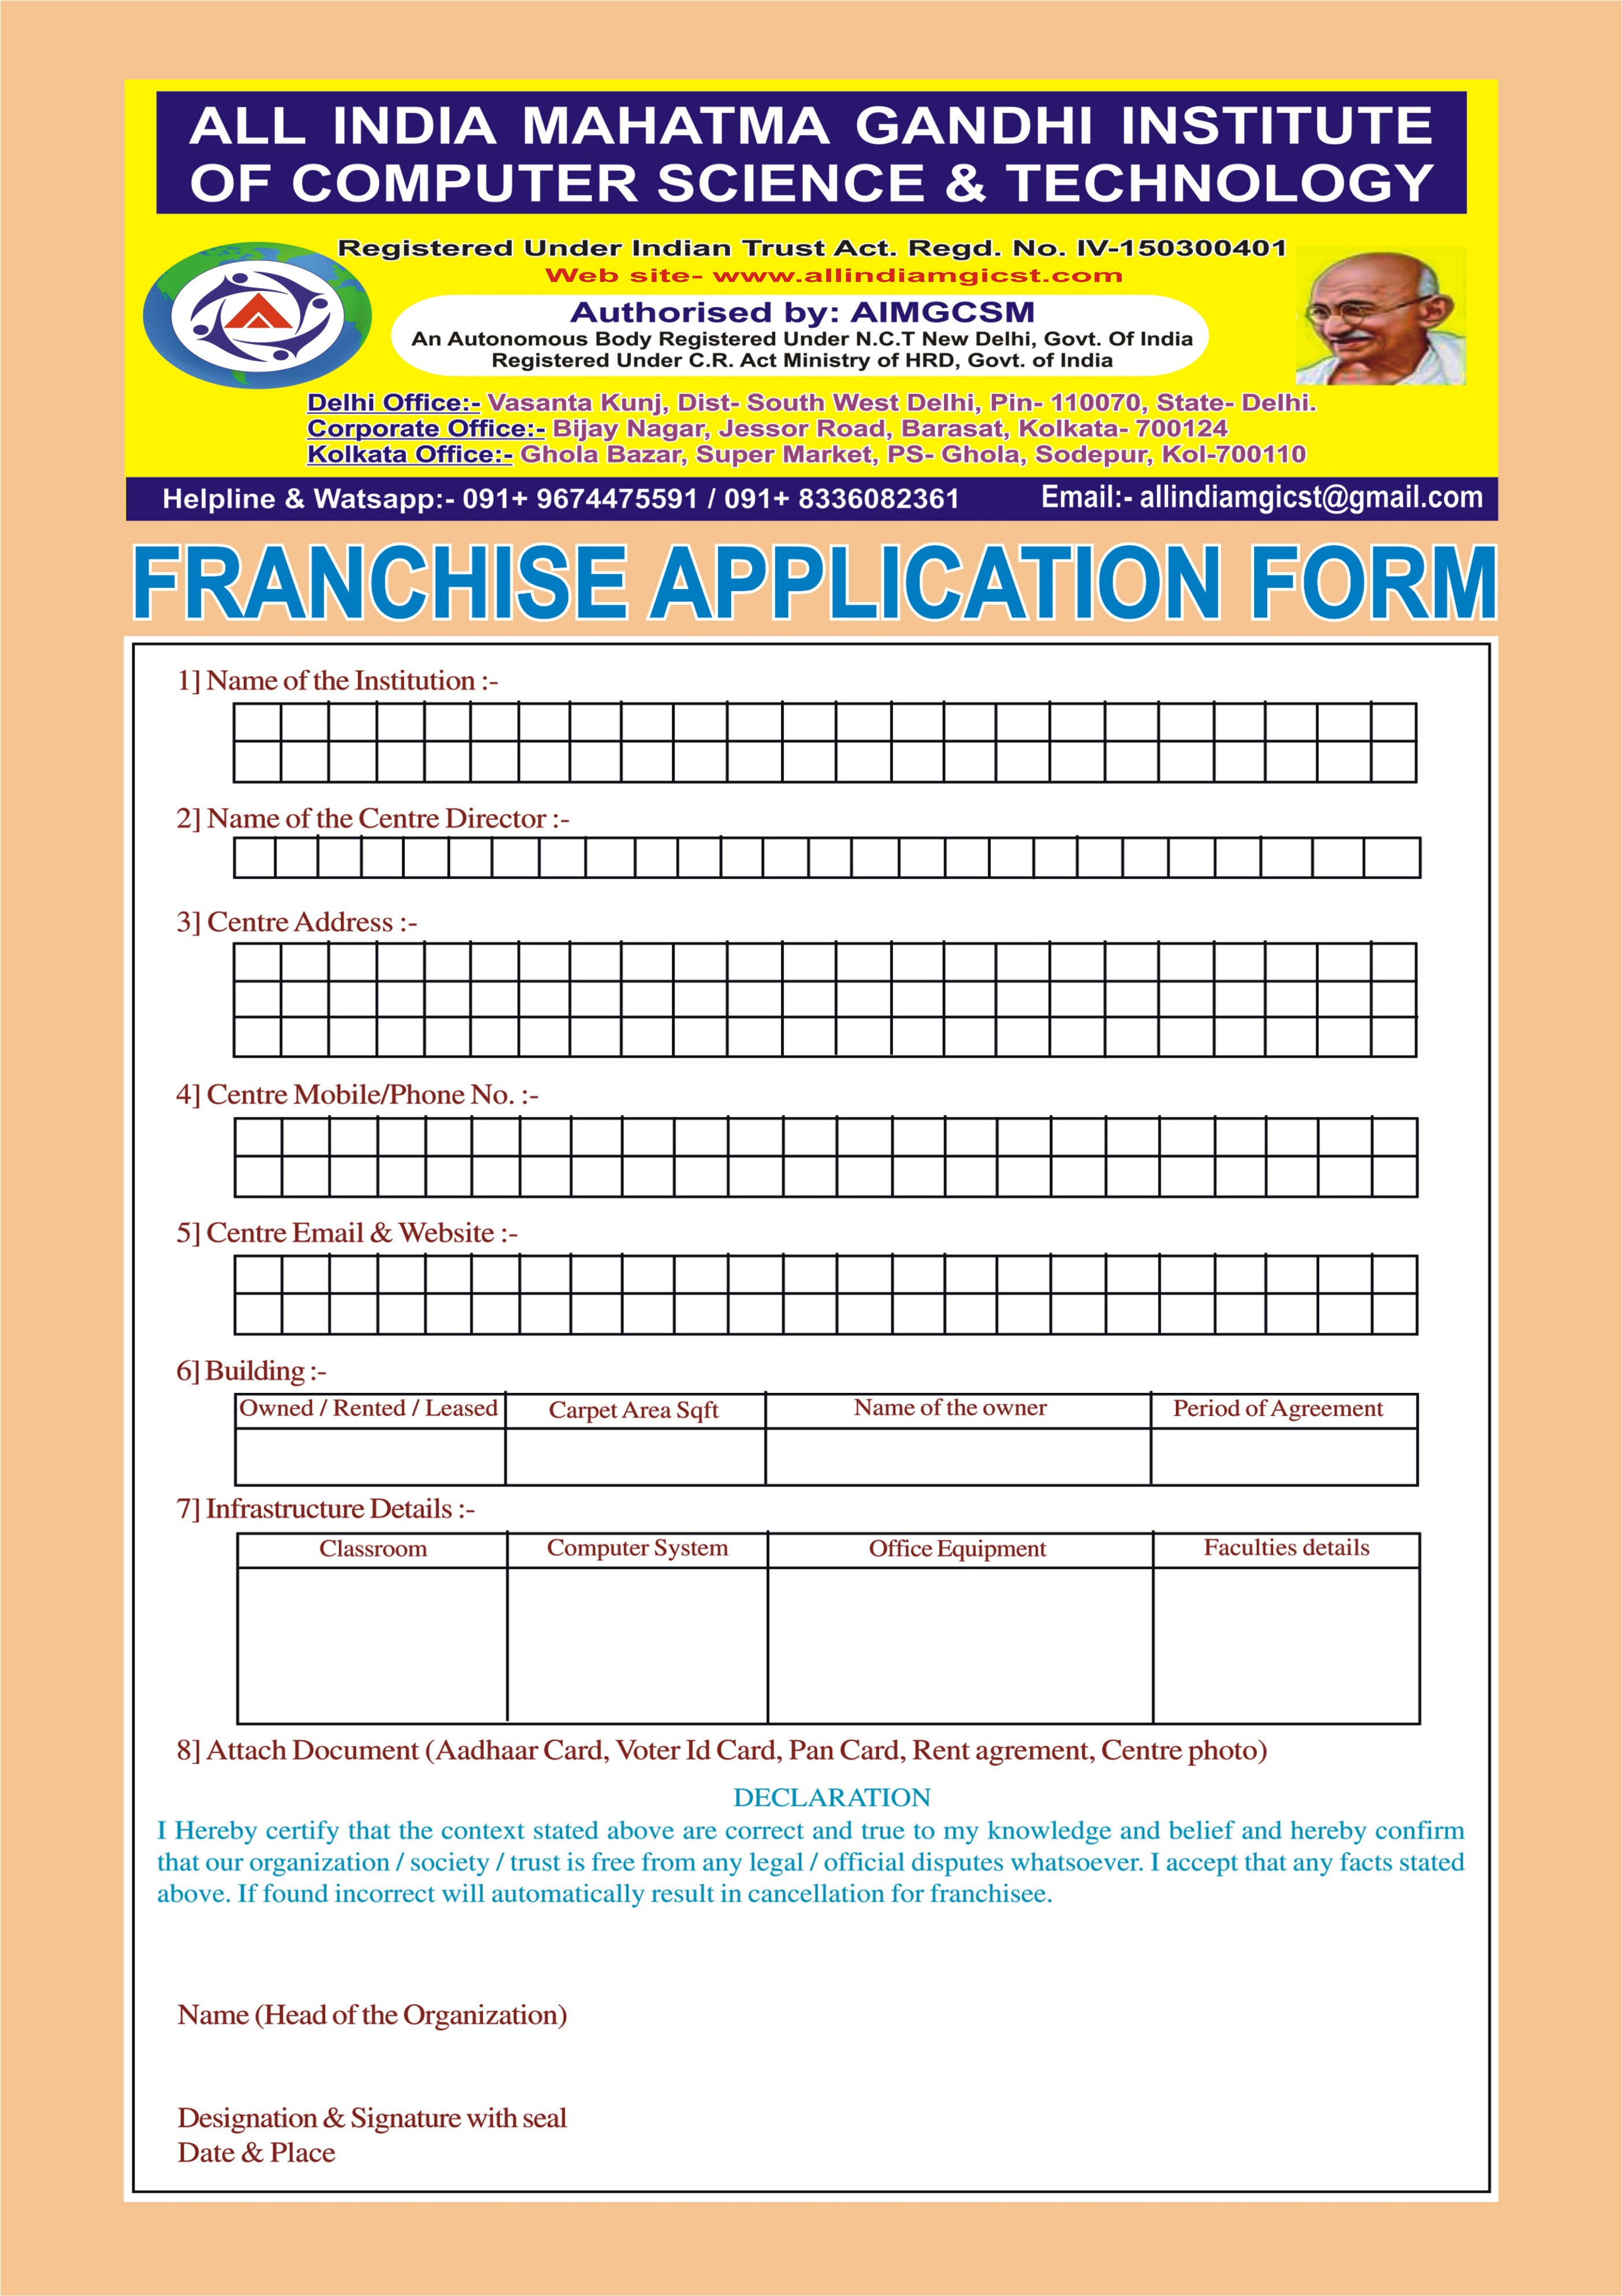 ALL INDIA MAHATMA GANDHI INSTITUTE
OF COMPUTER SCIENCE & TECHNOLOGY
Registered Under Indian Trust Act. Regd. No. IV-150300401
Web site- www.allindiamgicst.com
Authorised by: AIMGCSM
An Autonomous Body Registered Under N.C.T New Delhi, Govt. Of India
Registered Under C.R. Act Ministry of HRD, Govt. of India
Delhi Office:- Vasanta Kunj, Dist- South West Delhi, Pin- 110070, State- Delhi.
Corporate Office:- Bijay Nagar, Jessor Road, Barasat, Kolkata- 700124
Kolkata Office:- Ghola Bazar, Super Market, PS- Ghola, Sodepur, Kol-700110
Helpline & Watsapp:- 091+ 9674475591 / 091+ 8336082361 Email:- allindiamgicst@gmail.com
FRANCHISE APPLICATION FORM
1] Name of the Institution :-
2] Name of the Centre Director :-
3] Centre Address :-
4] Centre Mobile/Phone No. :-
5] Centre Email & Website :-
6] Building :-
Owned / Rented / Leased Carpet Area Sqft Name of the owner Period of Agreement
7] Infrastructure Details :-
Classroom Computer System Office Equipment Faculties details
8] Attach Document (Aadhaar Card, Voter Id Card, Pan Card, Rent agrement, Centre photo)
DECLARATION
I Hereby certify that the context stated above are correct and true to my knowledge and belief and hereby confirm
that our organization / society / trust is free from any legal / official disputes whatsoever. I accept that any facts stated
above. If found incorrect will automatically result in cancellation for franchisee.
Name (Head of the Organization)
Designation & Signature with seal
Date & Place